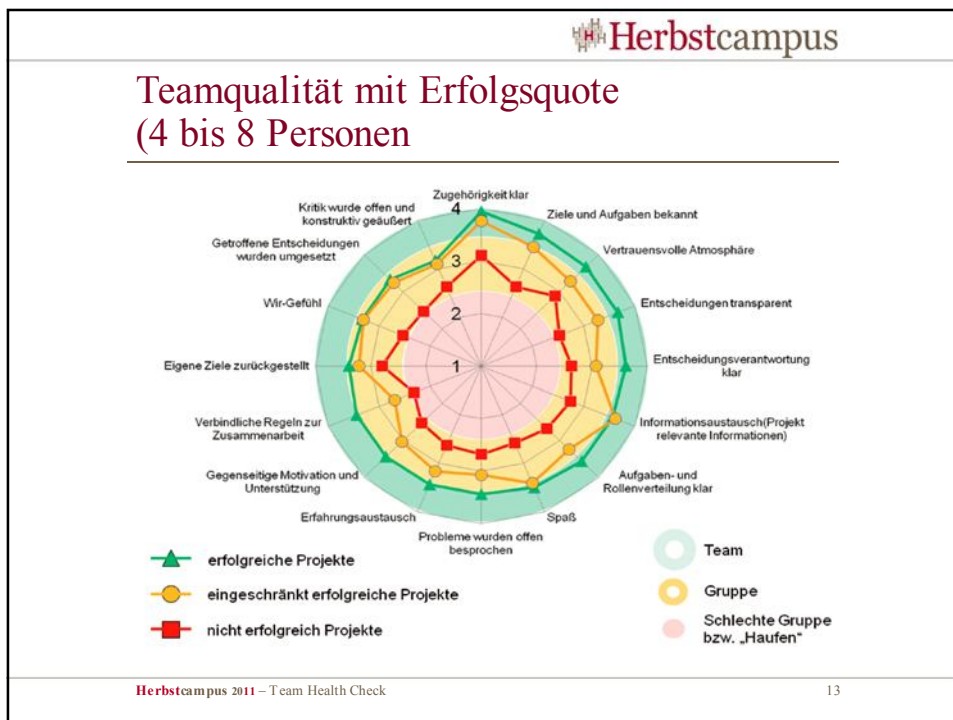 Herbstcampus
Teamqualität mit Erfolgsquote
(4 bis 8 Personen
Zugehörigkeit klar
Kritik wurde offen und
konstruktiv geäußert
4
Ziele und Aufgaben bekannt
Getroffene Entscheidungen
wurden umgesetzt
Vertrauensvolle Atmosphäre
3
Wir-Gefühl
Entscheidungen transparent
2
Eigene Ziele zurückgestellt
1
Entscheidungsverantwortung
klar
Verbindliche Regeln zur
Zusammenarbeit
Informationsaustausch(Projekt
relevante Informationen)
Gegenseitige Motivation und
Unterstützung
Aufgaben- und
Rollenverteilung klar
Erfahrungsaustausch
Spaß
Probleme wurden offen
besprochen
erfolgreiche Projekte
eingeschränkt erfolgreiche Projekte
nicht erfolgreich Projekte
Team
Gruppe
Schlechte Gruppe
bzw. „Haufen“
Herbstcampus 2011 – Team Health Check
13